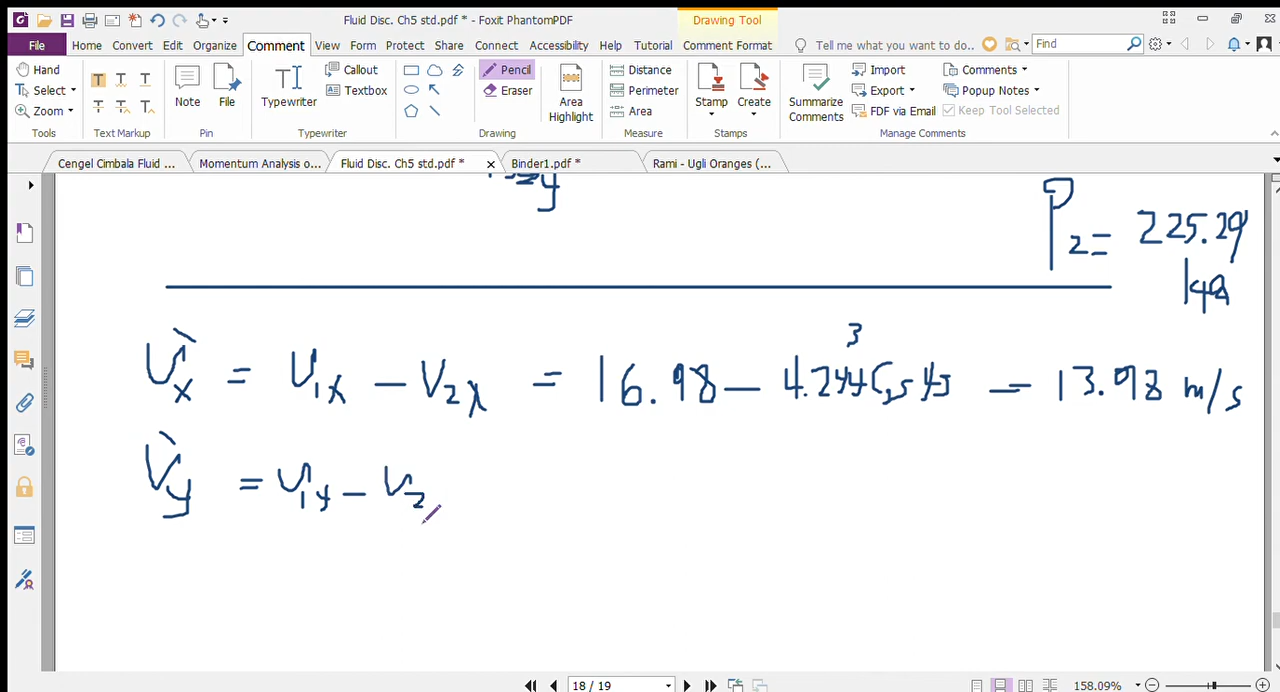 Fluid Disc. Ch5 std.pdf * - Foxit PhantomPDF
Drawing Tool
File Home Convert Edit Organize Comment View Form Protect Share Connect Accessibility Help Tutorial Comment Format Tell me what you want to do.. Find
Hand
Select
Zoom
Tools
Text Markup
Note
File
Pin
Typewriter
Callout
Textbox
Typewriter
Pencil
Eraser
Drawing
Area Highlight
Distance
Perimeter
Area
Measure
Stamp
Create
Stamps
Summarize Comments
Import
Export
FDF via Email
Comments
Popup Notes
Keep Tool Selected
Manage Comments
Cengel Cimbala Fluid ... Momentum Analysis o... Fluid Disc. Ch5 std.pdf * Binder1.pdf * Rami - Ugli Oranges (...
P2 = 225.29
Vx = V1x - V2x = 16.98 - 4.244 Cos 45 = 13.98 m/s
3
Vy = V1y - V2
18 / 19
158.09%